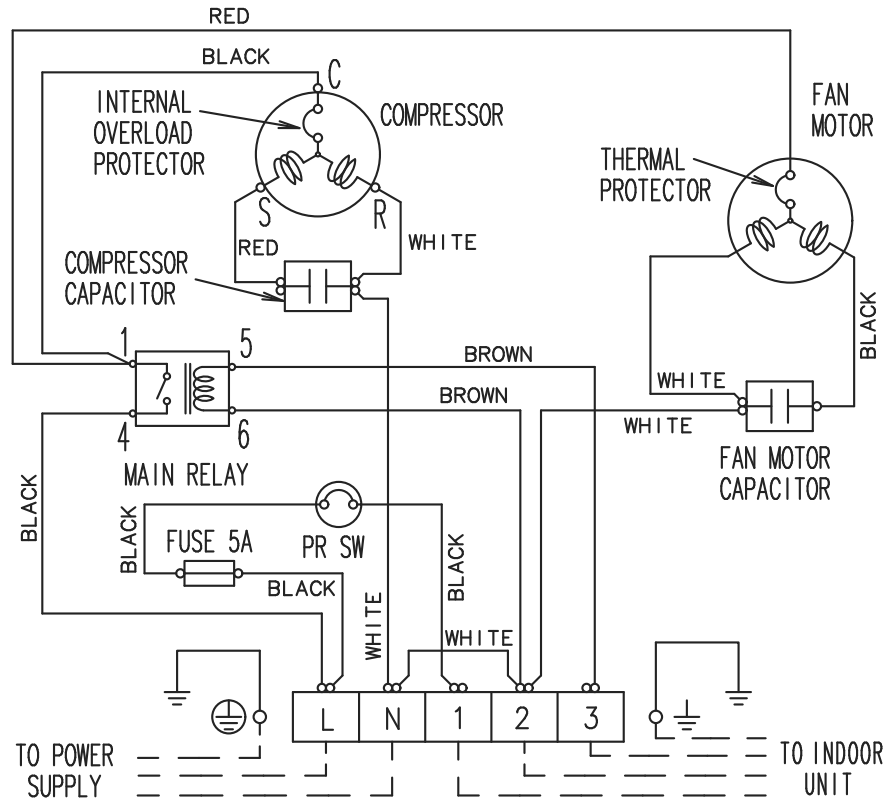 RED
BLACK
C
INTERNAL
OVERLOAD
PROTECTOR
COMPRESSOR
FAN
MOTOR
THERMAL
PROTECTOR
S
R
RED
WHITE
COMPRESSOR
CAPACITOR
BLACK
1
5
BROWN
WHITE
BROWN
WHITE
4
6
MAIN RELAY
FAN MOTOR
CAPACITOR
BLACK
BLACK
FUSE 5A
PR SW
BLACK
BLACK
WHITE
WHITE
L
N
1
2
3
TO POWER
SUPPLY
TO INDOOR
UNIT